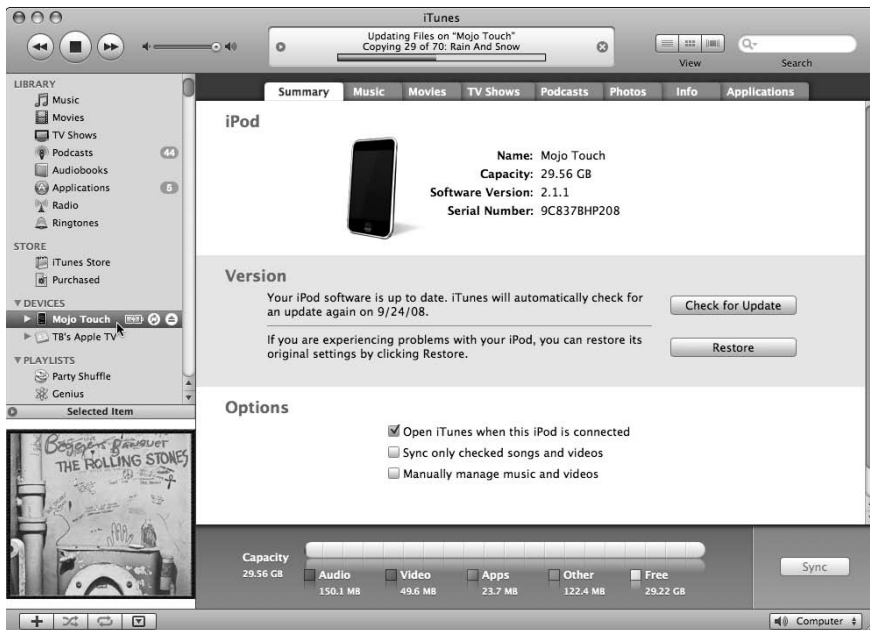 iTunes
Updating Files on "Mojo Touch"
Copying 29 of 70: Rain And Snow
View
Search
LIBRARY
Music
Movies
TV Shows
Podcasts 44
Audiobooks
Applications 5
Radio
Ringtones
STORE
iTunes Store
Purchased
DEVICES
Mojo Touch
TB's Apple TV
PLAYLISTS
Party Shuffle
Genius
Selected Item
Beggars Banquet
THE ROLLING STONES
Summary Music Movies TV Shows Podcasts Photos Info Applications
iPod
Name: Mojo Touch
Capacity: 29.56 GB
Software Version: 2.1.1
Serial Number: 9C837BHP208
Version
Your iPod software is up to date. iTunes will automatically check for
an update again on 9/24/08.
Check for Update
If you are experiencing problems with your iPod, you can restore its
original settings by clicking Restore.
Restore
Options
Open iTunes when this iPod is connected
Sync only checked songs and videos
Manually manage music and videos
Capacity
29.56 GB
Audio
150.1 MB
Video
49.6 MB
Apps
23.7 MB
Other
122.4 MB
Free
29.22 GB
Sync
Computer